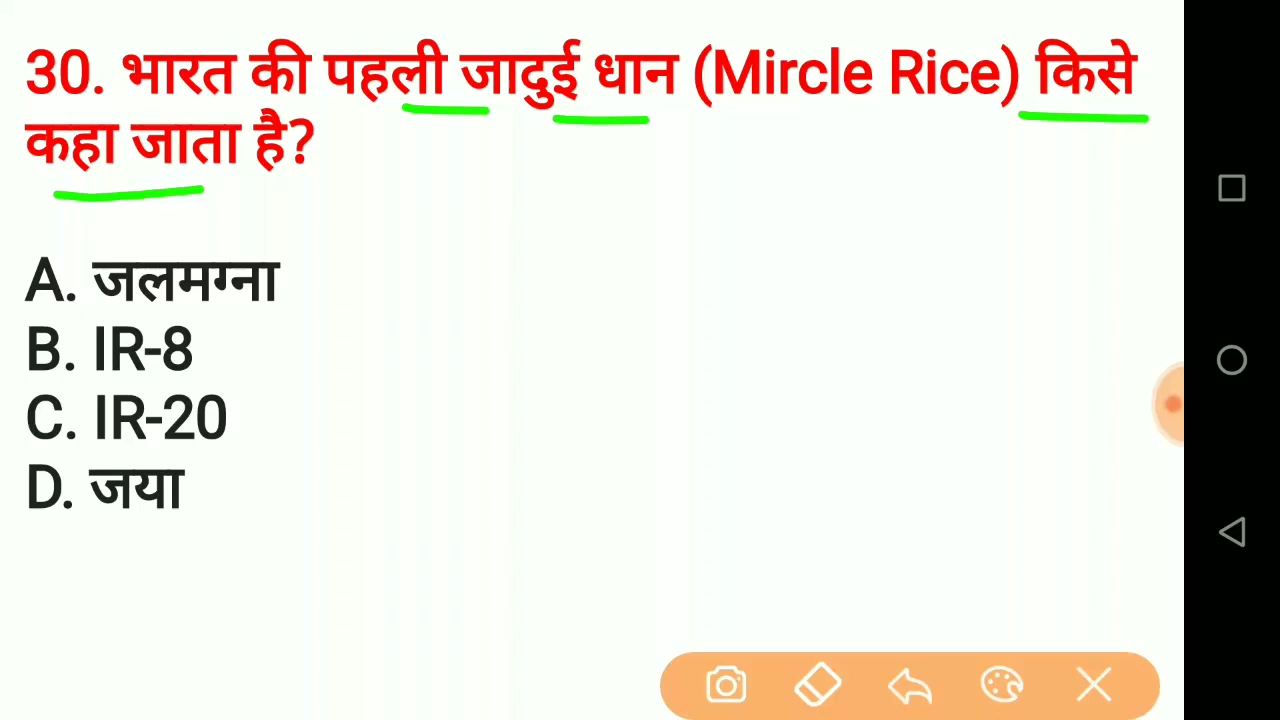 30. भारत की पहली जादुई धान (Mircle Rice) किसे
कहा जाता है?
A. जलमग्ना
B. IR-8
C. IR-20
D. जया